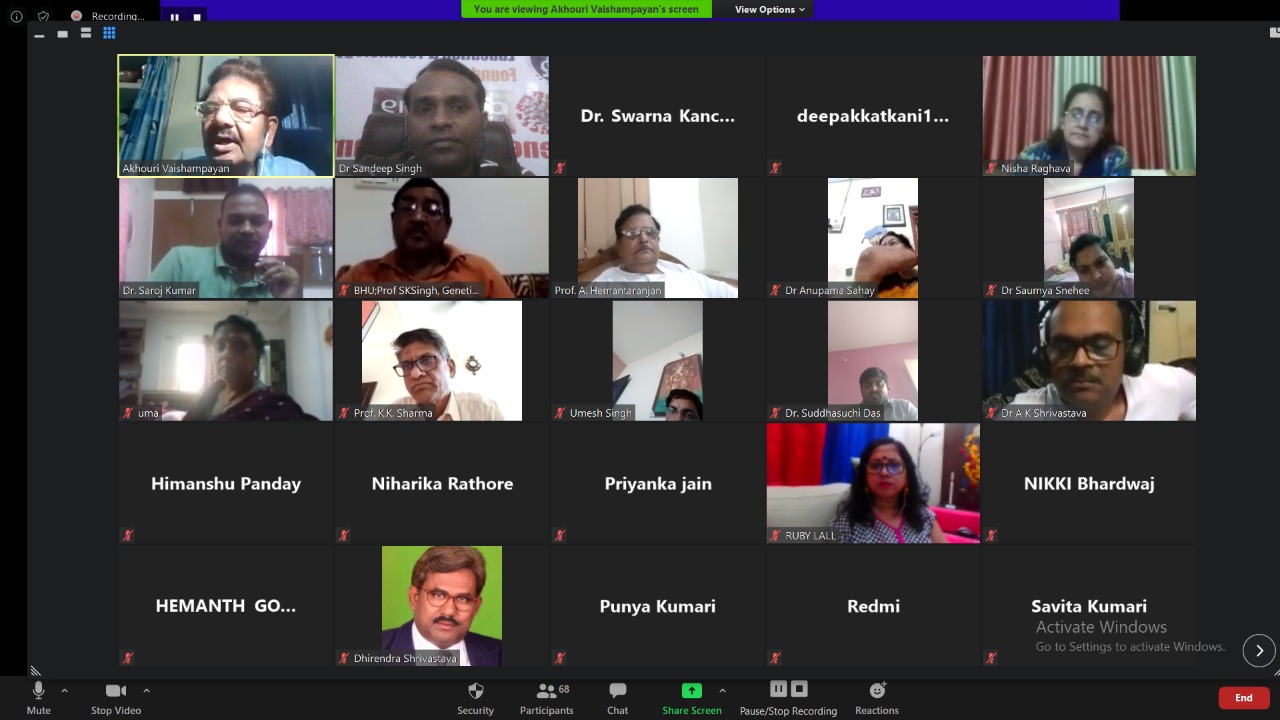 Recording...
You are viewing Akhouri Vaishampayan's screen
View Options
Akhouri Vaishampayan
Dr Sandeep Singh
Dr. Swarna Kanc...
deepakkatkani1...
Nisha Raghava
Dr. Saroj Kumar
BHU;Prof SKSingh, Geneti...
Prof. A. Hemantaranjan
Dr Anupama Sahay
Dr Saumya Snehee
uma
Prof. K.K. Sharma
Umesh Singh
Dr. Suddhasuchi Das
Dr A K Shrivastava
Himanshu Panday
Niharika Rathore
Priyanka jain
RUBY LALL
NIKKI Bhardwaj
HEMANTH GO...
Dhirendra Shrivastava
Punya Kumari
Redmi
Savita Kumari
Activate Windows
Go to Settings to activate Windows.
Mute
Stop Video
Security
Participants
68
Chat
Share Screen
Pause/Stop Recording
Reactions
End